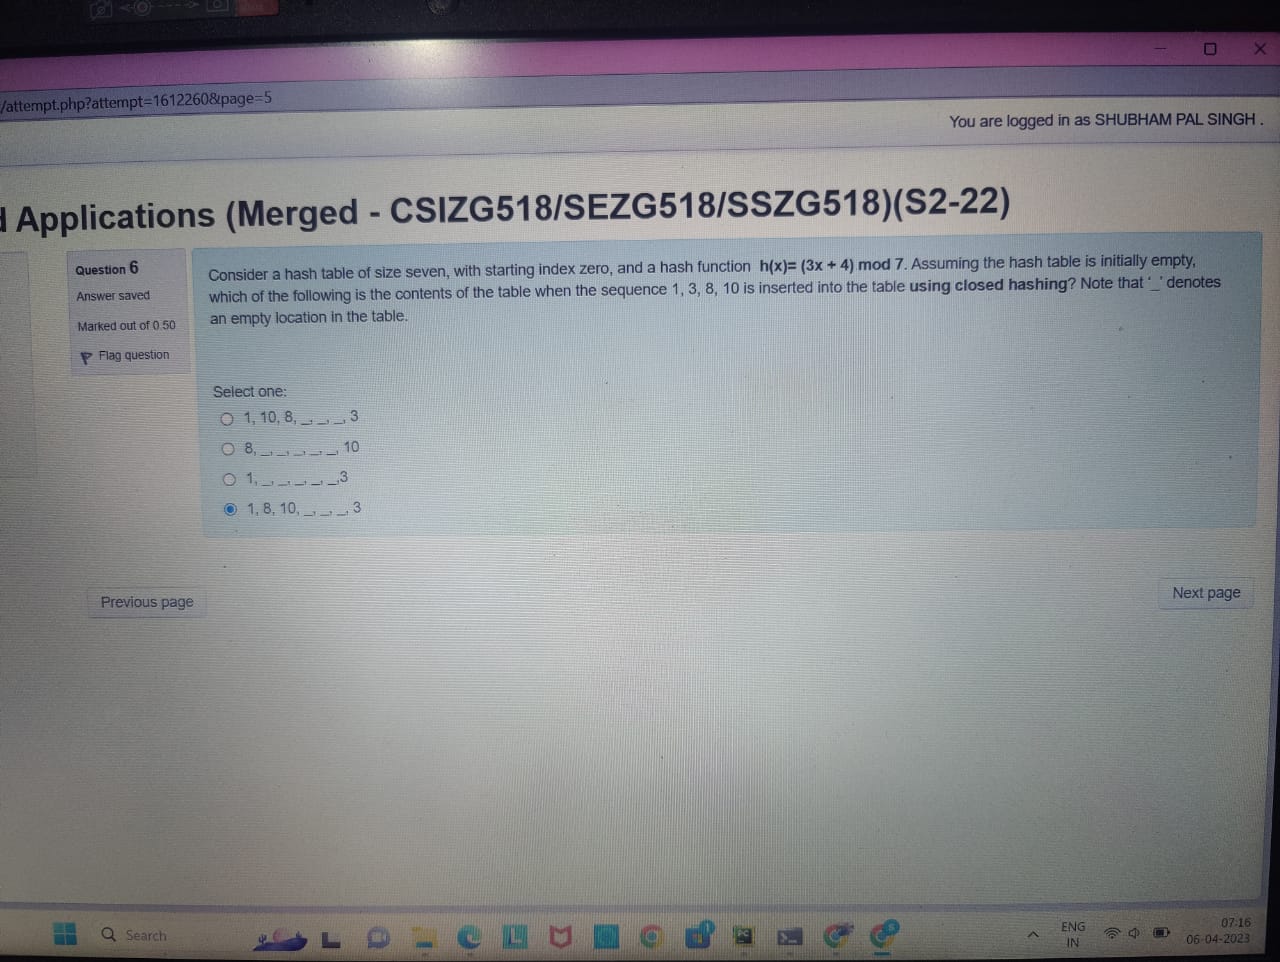 /attempt.php?attempt=1612260&page=5
You are logged in as SHUBHAM PAL SINGH .
Applications (Merged - CSIZG518/SEZG518/SSZG518)(S2-22)
Question 6
Answer saved
Marked out of 0.50
Flag question
Consider a hash table of size seven, with starting index zero, and a hash function h(x)= (3x + 4) mod 7. Assuming the hash table is initially empty,
which of the following is the contents of the table when the sequence 1, 3, 8, 10 is inserted into the table using closed hashing? Note that '_' denotes
an empty location in the table.
Select one:
1, 10, 8, _, _, _, 3
8, _, _, _, _, _, 10
1, _, _, _, _, _,3
1, 8, 10, _, _, _, 3
Previous page
Next page
Search
ENG
IN
07:16
06-04-2023